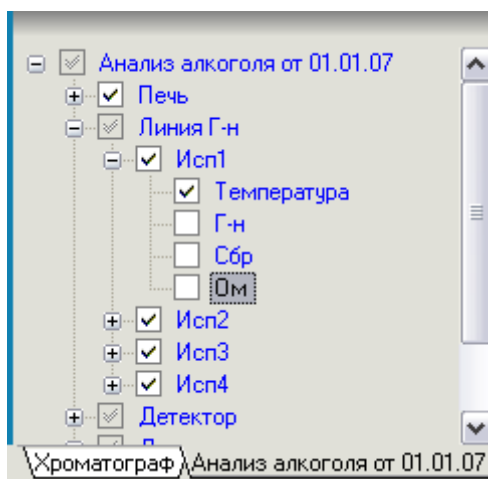 Анализ алкоголя от 01.01.07
Печь
Линия Г-н
Исп1
Температура
Г-н
Сбр
Ом
Исп2
Исп3
Исп4
Детектор
Хроматограф Анализ алкоголя от 01.01.07